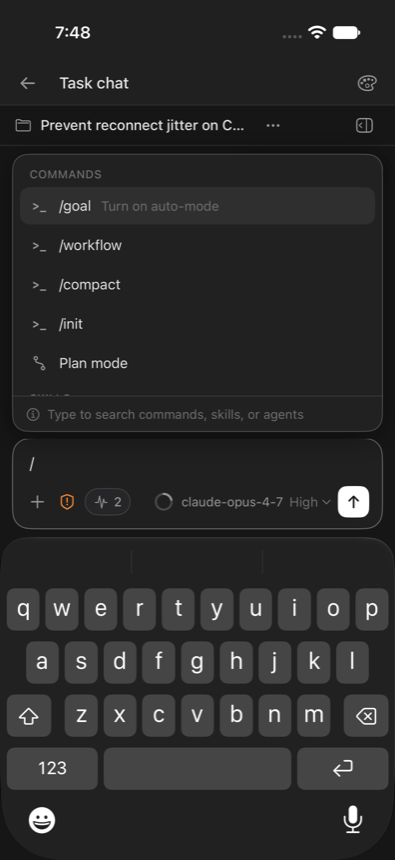 7:48
Task chat
Prevent reconnect jitter on C...
COMMANDS
>_ /goal Turn on auto-mode
>_ /workflow
>_ /compact
>_ /init
Plan mode
Type to search commands, skills, or agents
/
2 claude-opus-4-7 High
q w e r t y u i o p
a s d f g h j k l
z x c v b n m
123